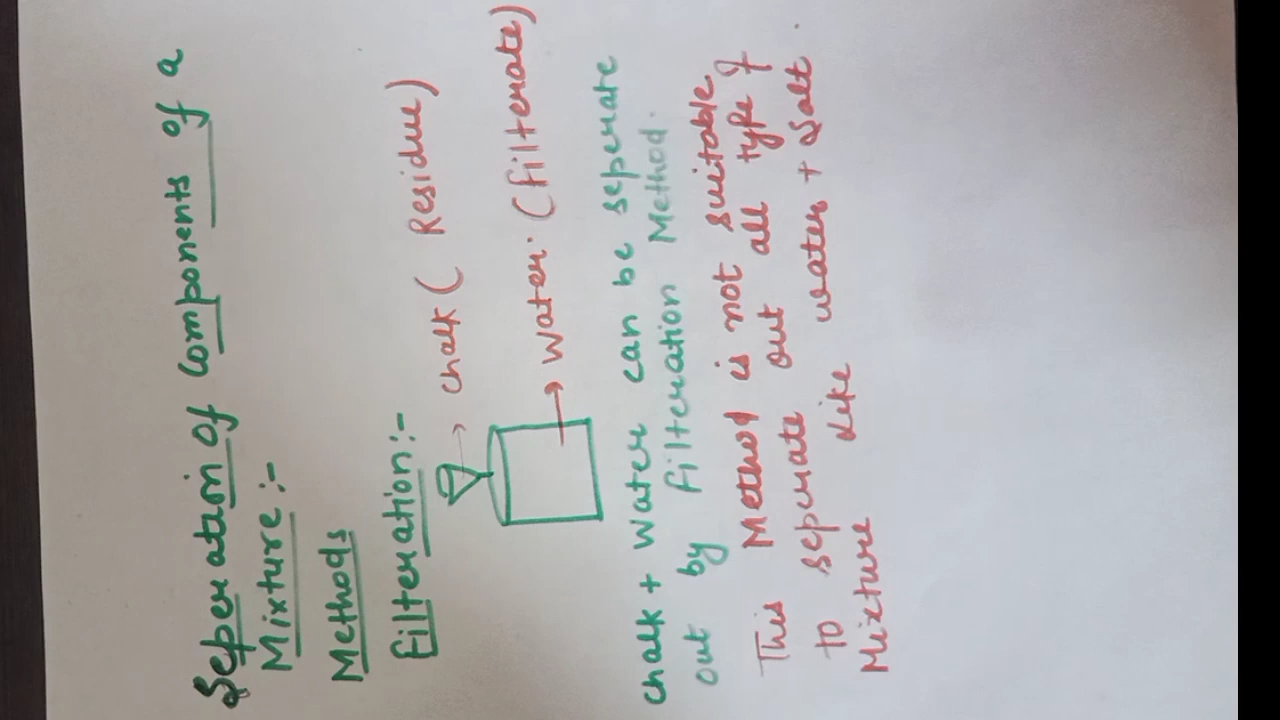 Seperation of components of a
Mixture :-
Methods
Filteration:-
chalk ( Residue)
water. (filterate)
chalk + water can be seperate
out by filteration Method.
This Method is not suitable
to seperate out all type of
Mixture like water + Salt.